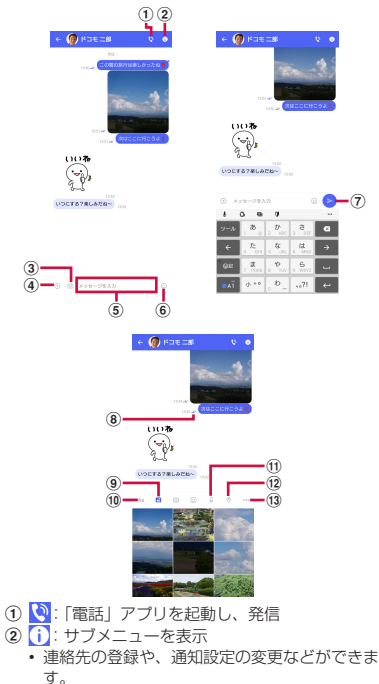 ① ②
← ドコモ 二郎
今日
この間の旅行は楽しかったね
次はここに行こうよ
いいね
いつにする？楽しみだね〜
③
④
メッセージを入力
⑤ ⑥
← ドコモ 二郎
次はここに行こうよ
いいね
いつにする？楽しみだね〜
メッセージを入力
⑦
ツール あ か さ
← た な は →
ま や ら
わ 、。?!
← ドコモ 二郎
⑧ 次はここに行こうよ
いいね
いつにする？楽しみだね〜
⑪
⑨ ⑫
⑩ Aa ⑬
① ：「電話」アプリを起動し、発信
② ：サブメニューを表示
• 連絡先の登録や、通知設定の変更などができま
す。